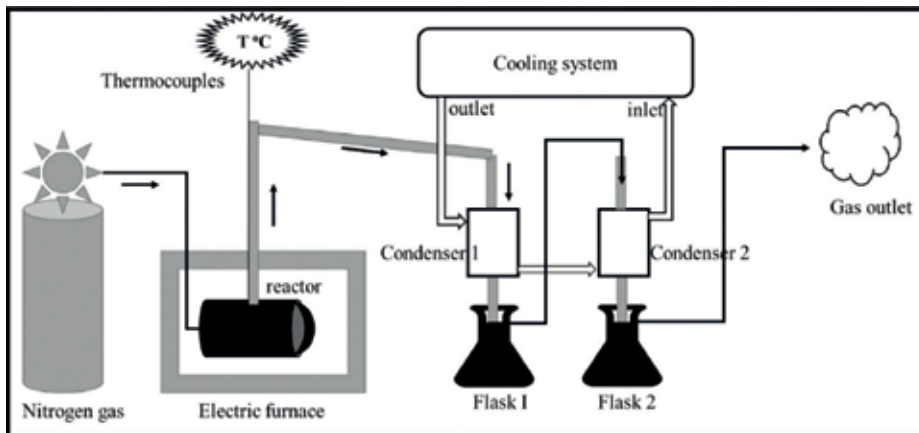 T °C
Thermocouples
Cooling system
outlet
inlet
Condenser 1
Condenser 2
Gas outlet
reactor
Nitrogen gas
Electric furnace
Flask 1
Flask 2